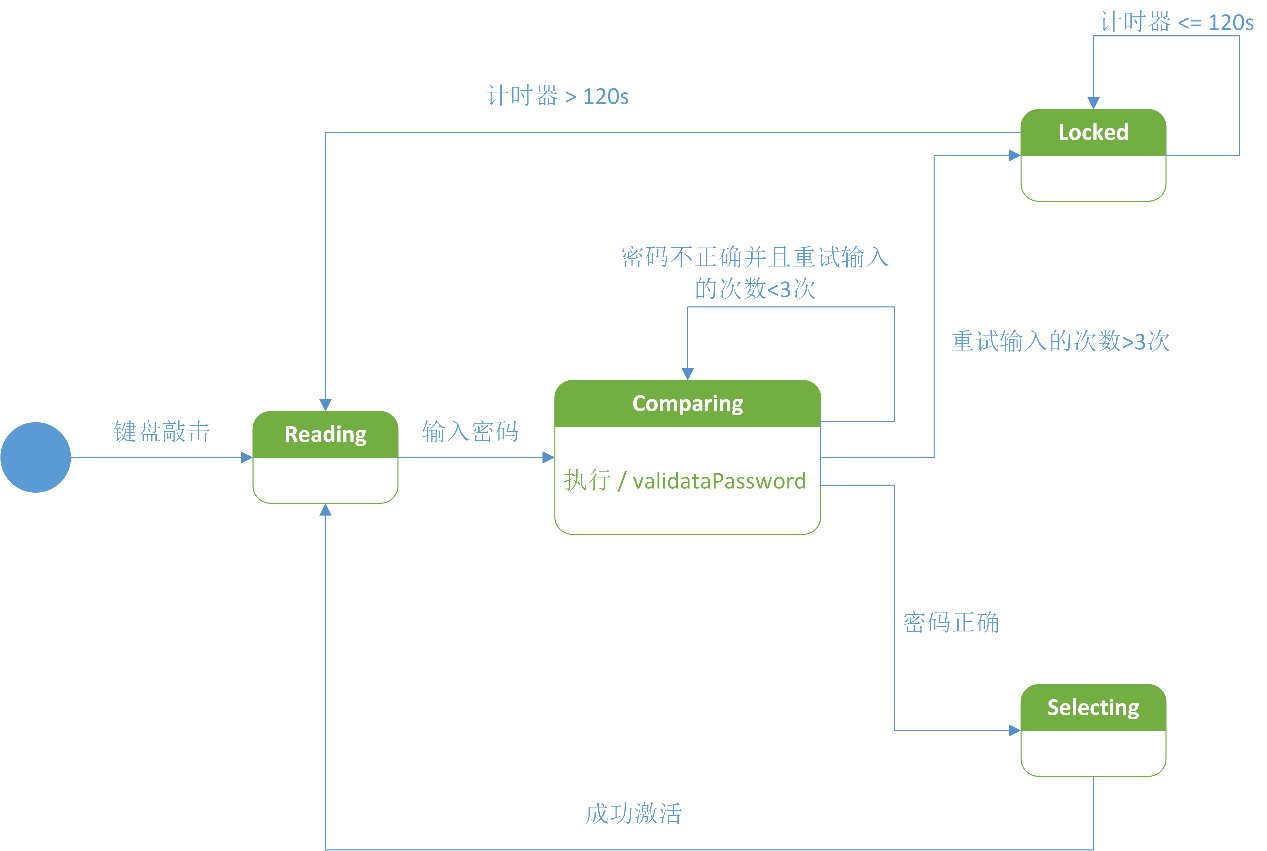 计时器 <= 120s
计时器 > 120s
Locked
密码不正确并且重试输入
的次数<3次
重试输入的次数>3次
Comparing
键盘敲击
Reading
输入密码
执行 / validataPassword
密码正确
Selecting
成功激活